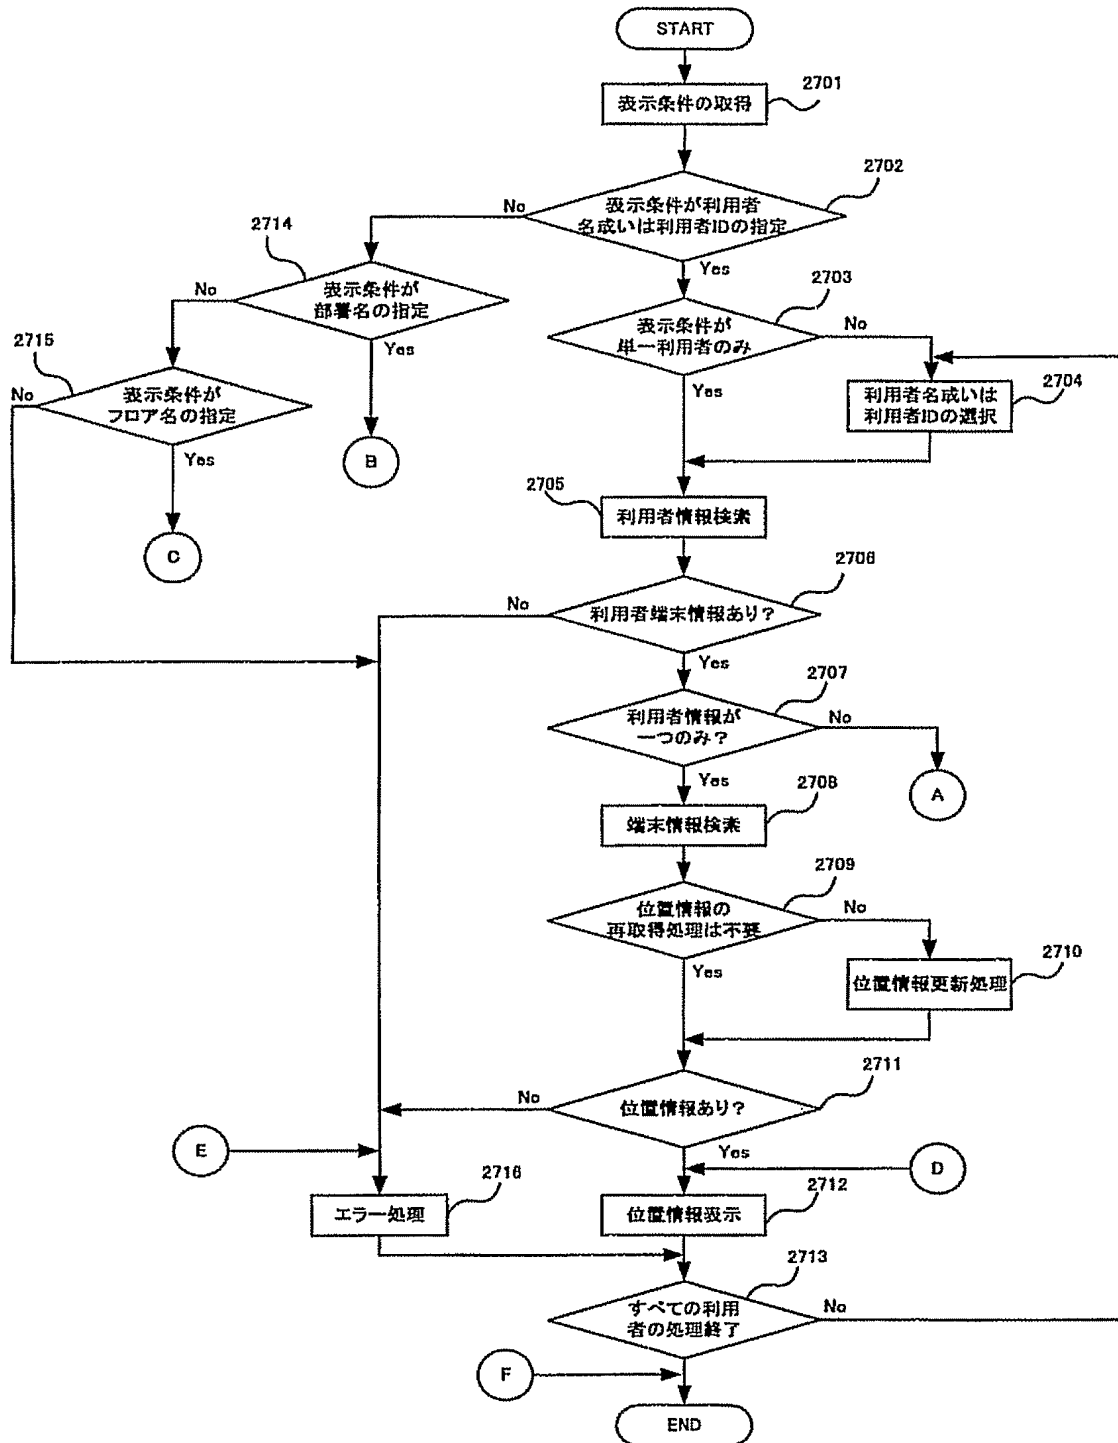 START
表示条件の取得
2701
表示条件が利用者
名或いは利用者IDの指定
2702
No
Yes
2714
表示条件が
部署名の指定
No
Yes
2703
表示条件が
単一利用者のみ
No
Yes
2715
表示条件が
フロア名の指定
No
Yes
利用者名或いは
利用者IDの選択
2704
B
C
2705
利用者情報検索
2706
利用者端末情報あり?
No
Yes
2707
利用者情報が
一つのみ?
No
Yes
A
2708
端末情報検索
2709
位置情報の
再取得処理は不要
No
Yes
2710
位置情報更新処理
2711
位置情報あり?
No
Yes
E
D
2716
エラー処理
2712
位置情報表示
2713
すべての利用
者の処理終了
No
F
END